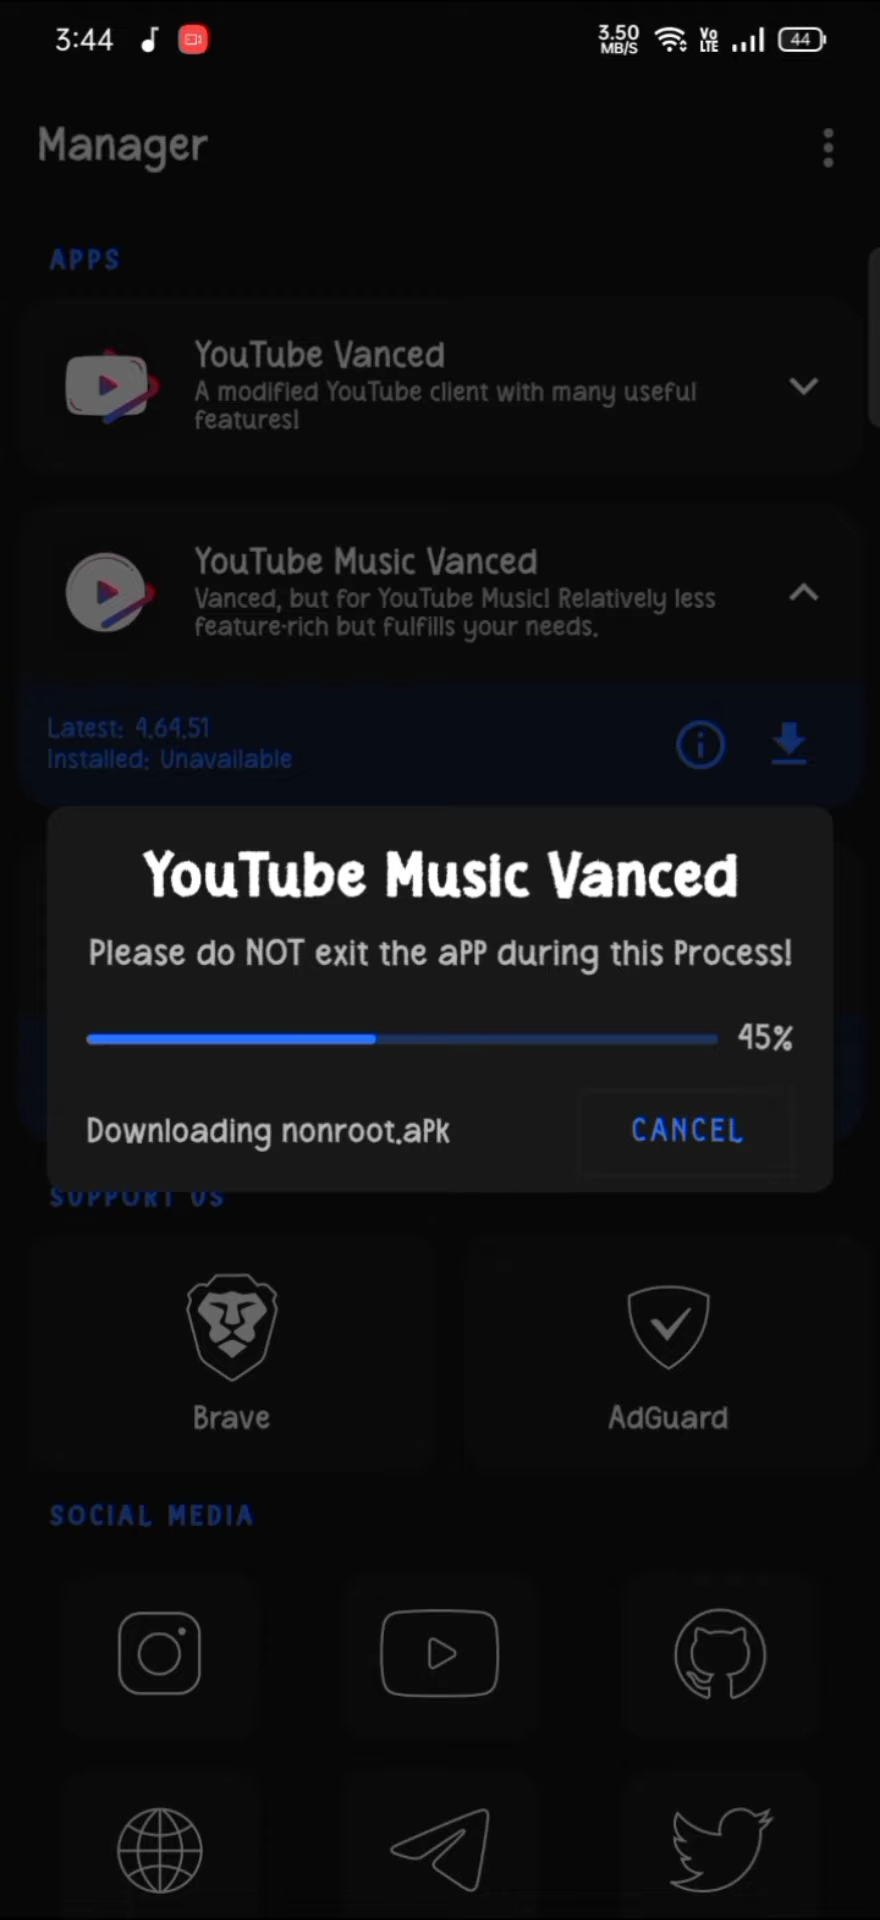 3:44
3.50
MB/S
Vo
LTE
44
Manager
APPS
YouTube Vanced
A modified YouTube client with many useful
features!
YouTube Music Vanced
Vanced, but for YouTube Music! Relatively less
feature-rich but fulfills your needs.
Latest: 4.64.51
Installed: Unavailable
YouTube Music Vanced
Please do NOT exit the aPP during this Process!
45%
Downloading nonroot.aPk
CANCEL
SUPPORT US
Brave
AdGuard
SOCIAL MEDIA